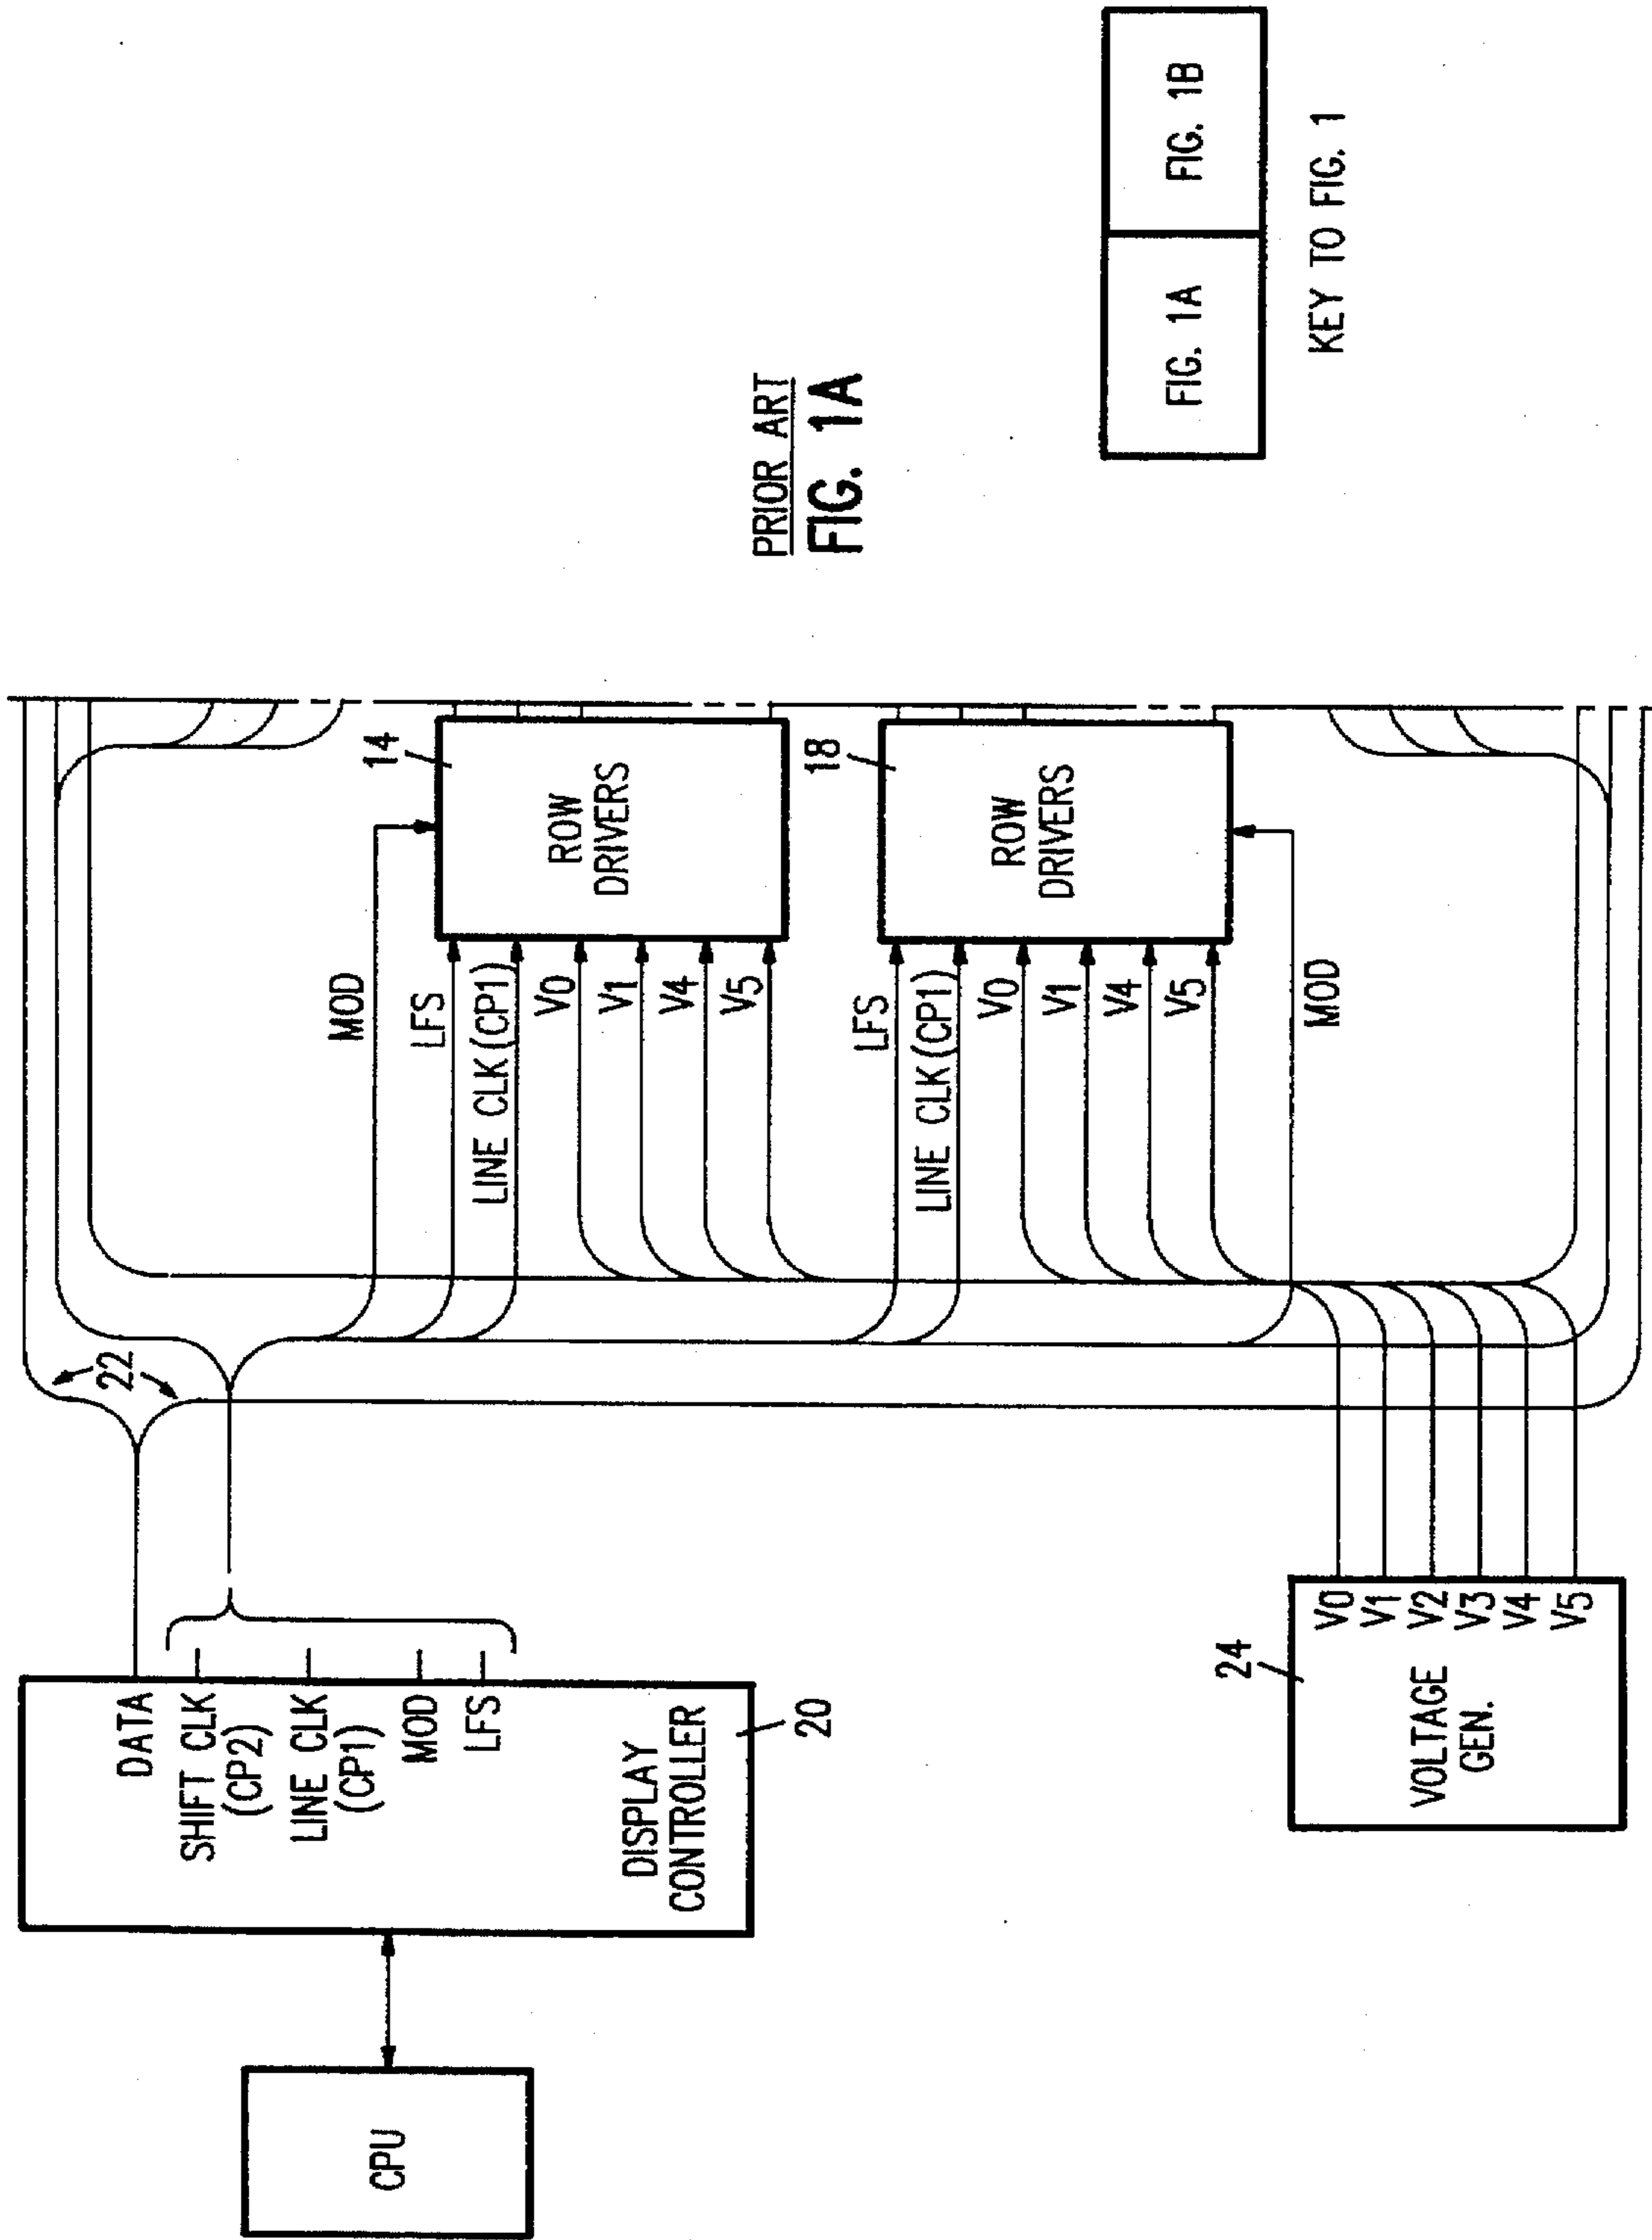 CPU
DATA
SHIFT CLK
(CP2)
LINE CLK
(CP1)
MOD
LFS
DISPLAY
CONTROLLER
20
22
24
VOLTAGE
GEN.
V0
V1
V2
V3
V4
V5
MOD
LFS
LINE CLK(CP1)
V0
V1
V4
V5
14
ROW
DRIVERS
LFS
LINE CLK(CP1)
V0
V1
V4
V5
MOD
18
ROW
DRIVERS
PRIOR ART
FIG. 1A
FIG. 1A
FIG. 1B
KEY TO FIG. 1